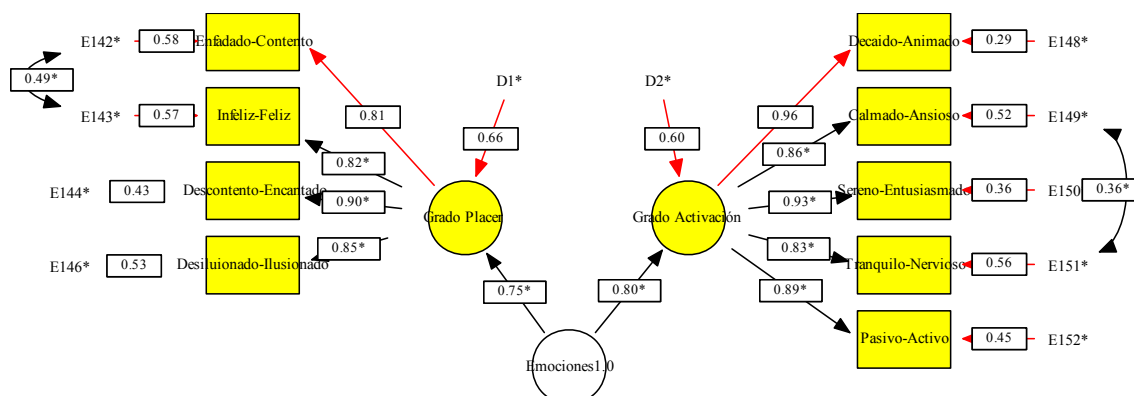 E142*
0.58
Enfadado-Contento
0.49*
E143*
0.57
Infeliz-Feliz
E144*
0.43
Descontento-Encantado
E146*
0.53
Desiluionado-Ilusionado
0.81
0.82*
0.90*
0.85*
D1*
0.66
Grado Placer
0.75*
Emociones1.0
0.80*
D2*
0.60
Grado Activación
0.96
0.86*
0.93*
0.83*
0.89*
Decaido-Animado
0.29
E148*
Calmado-Ansioso
0.52
E149*
Sereno-Entusiasmado
0.36
E150
0.36*
Tranquilo-Nervioso
0.56
E151*
Pasivo-Activo
0.45
E152*